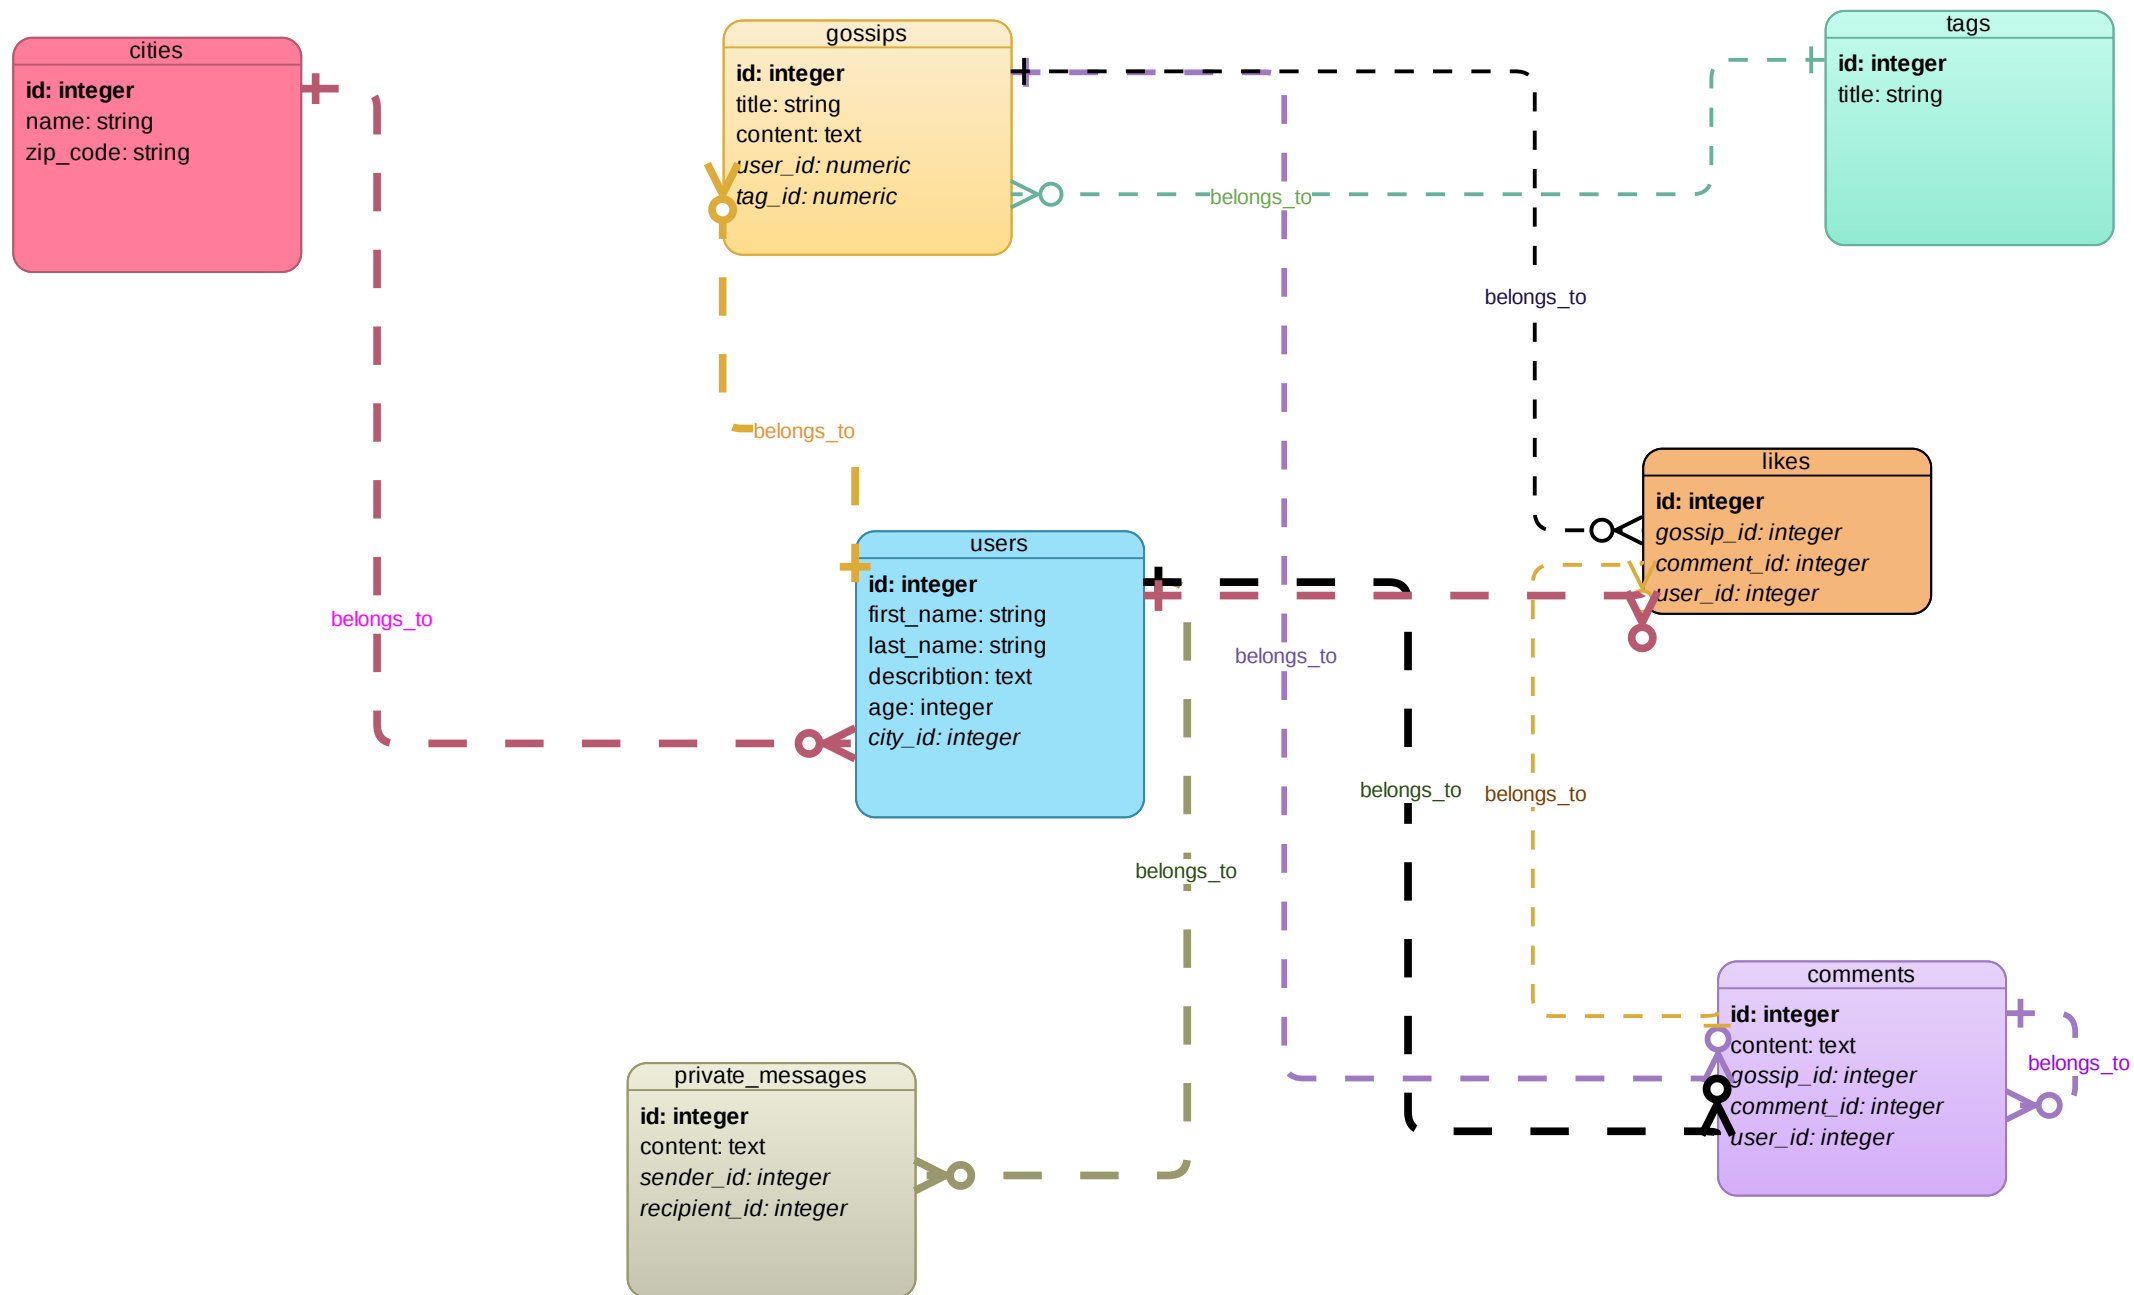 cities
id: integer
name: string
zip_code: string
gossips
id: integer
title: string
content: text
user_id: numeric
tag_id: numeric
tags
id: integer
title: string
belongs_to
belongs_to
belongs_to
likes
id: integer
gossip_id: integer
comment_id: integer
user_id: integer
users
id: integer
first_name: string
last_name: string
describtion: text
age: integer
city_id: integer
belongs_to
belongs_to
belongs_to
belongs_to
belongs_to
comments
id: integer
content: text
gossip_id: integer
comment_id: integer
user_id: integer
belongs_to
private_messages
id: integer
content: text
sender_id: integer
recipient_id: integer